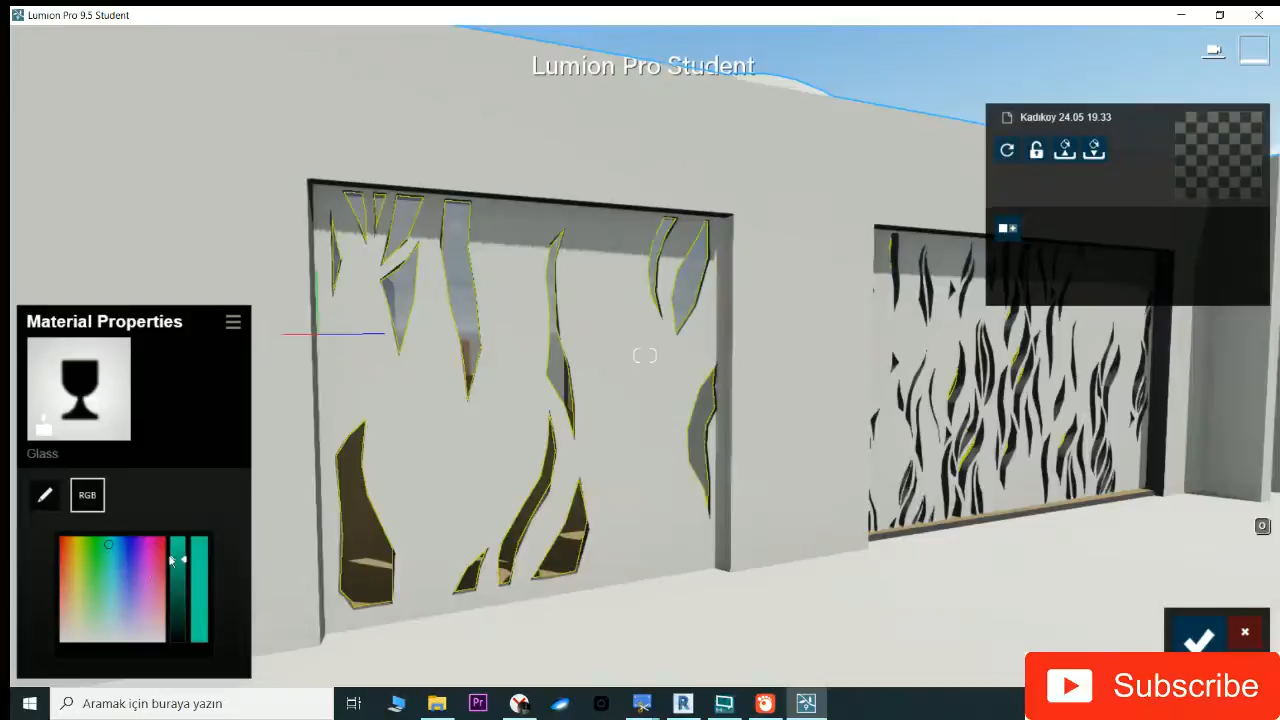 Lumion Pro 9.5 Student
Lumion Pro Student
Kadıkoy 24.05 19.33
Material Properties
Glass
RGB
O
Subscribe
Pr
R
Aramak için buraya yazın